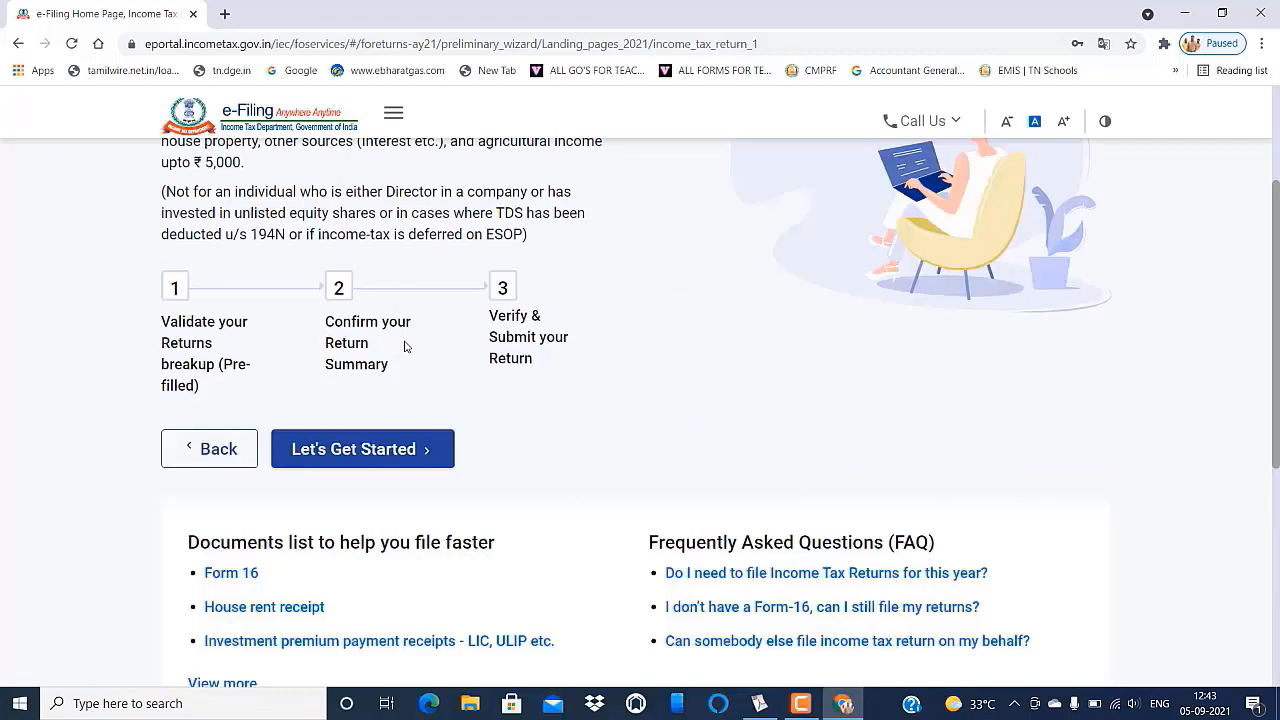 e-Filing Home Page, Income Tax
eportal.incometax.gov.in/iec/foservices/#/foreturns-ay21/preliminary_wizard/Landing_pages_2021/income_tax_return_1
Paused
Apps
tamilwire.net.in/loa...
tn.dge.in
Google
www.ebharatgas.com
New Tab
ALL GO'S FOR TEAC...
ALL FORMS FOR TE...
CMPRF
Accountant General...
EMIS | TN Schools
»
Reading list
e-Filing Anywhere Anytime
Income Tax Department, Government of India
Call Us
A-
A
A+
house property, other sources (Interest etc.), and agricultural income
upto ₹ 5,000.
(Not for an individual who is either Director in a company or has
invested in unlisted equity shares or in cases where TDS has been
deducted u/s 194N or if income-tax is deferred on ESOP)
1
2
3
Validate your
Returns
breakup (Pre-
filled)
Confirm your
Return
Summary
Verify &
Submit your
Return
Back
Let's Get Started
Documents list to help you file faster
Form 16
House rent receipt
Investment premium payment receipts - LIC, ULIP etc.
View more
Frequently Asked Questions (FAQ)
Do I need to file Income Tax Returns for this year?
I don't have a Form-16, can I still file my returns?
Can somebody else file income tax return on my behalf?
Type here to search
33°C
ENG
12:43
05-09-2021